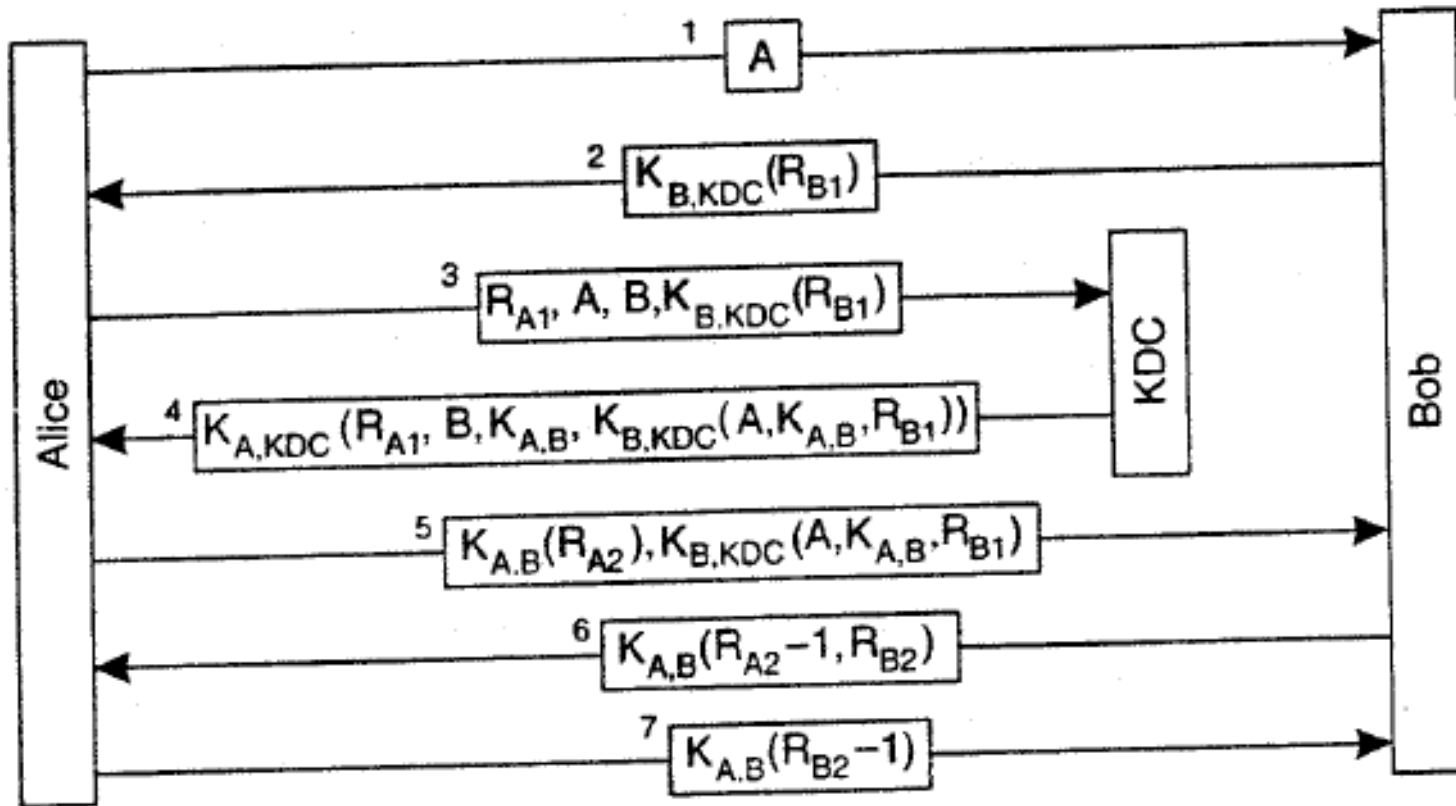 1
A
2
K_B,KDC(R_B1)
3
R_A1, A, B,K_B,KDC(R_B1)
4
K_A,KDC(R_A1, B,K_A,B, K_B,KDC(A,K_A,B,R_B1))
5
K_A,B(R_A2),K_B,KDC(A,K_A,B,R_B1)
6
K_A,B(R_A2−1,R_B2)
7
K_A,B(R_B2−1)
Alice
KDC
Bob